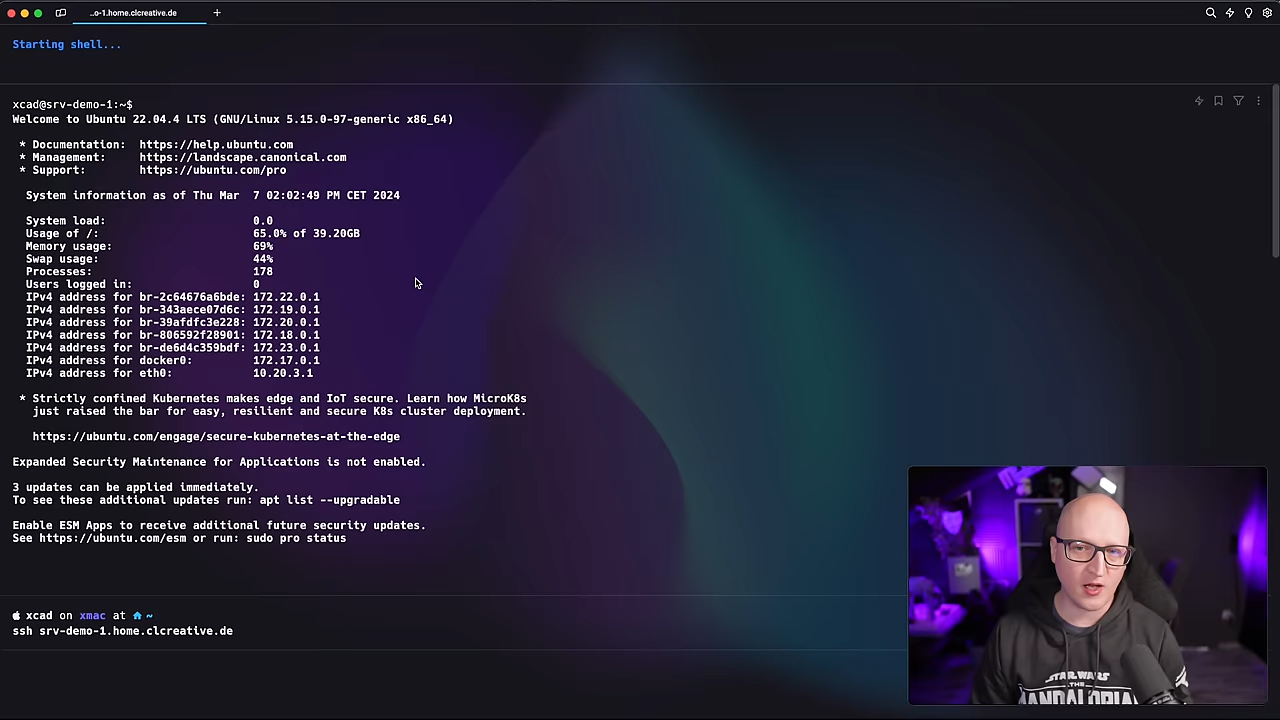 ..o-1.home.clcreative.de
Starting shell...
xcad@srv-demo-1:~$
Welcome to Ubuntu 22.04.4 LTS (GNU/Linux 5.15.0-97-generic x86_64)
* Documentation:  https://help.ubuntu.com
* Management:     https://landscape.canonical.com
* Support:        https://ubuntu.com/pro
System information as of Thu Mar  7 02:02:49 PM CET 2024
System load:                      0.0
Usage of /:                       65.0% of 39.20GB
Memory usage:                     69%
Swap usage:                       44%
Processes:                        178
Users logged in:                  0
IPv4 address for br-2c64676a6bde: 172.22.0.1
IPv4 address for br-343aece07d6c: 172.19.0.1
IPv4 address for br-39afdfc3e228: 172.20.0.1
IPv4 address for br-806592f28901: 172.18.0.1
IPv4 address for br-de6d4c359bdf: 172.23.0.1
IPv4 address for docker0:         172.17.0.1
IPv4 address for eth0:            10.20.3.1
* Strictly confined Kubernetes makes edge and IoT secure. Learn how MicroK8s
just raised the bar for easy, resilient and secure K8s cluster deployment.
https://ubuntu.com/engage/secure-kubernetes-at-the-edge
Expanded Security Maintenance for Applications is not enabled.
3 updates can be applied immediately.
To see these additional updates run: apt list --upgradable
Enable ESM Apps to receive additional future security updates.
See https://ubuntu.com/esm or run: sudo pro status
xcad on xmac at ~
ssh srv-demo-1.home.clcreative.de
STAR WARS
THE